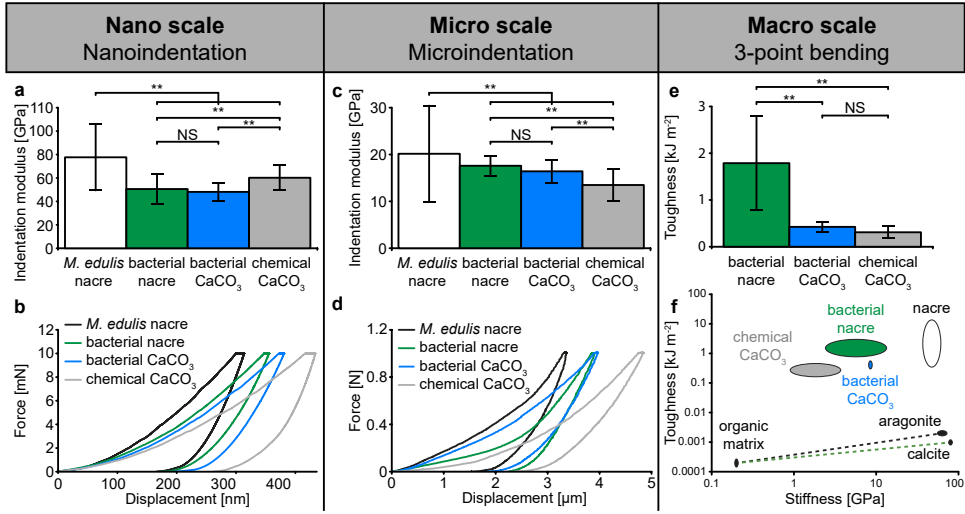 Nano scale
Nanoindentation
Micro scale
Microindentation
Macro scale
3-point bending
a
Indentation modulus [GPa]
110
100
80
60
40
20
0
**
**
**
NS
M. edulis nacre
bacterial nacre
bacterial CaCO₃
chemical CaCO₃
c
Indentation modulus [GPa]
30
20
10
0
**
**
**
NS
M. edulis nacre
bacterial nacre
bacterial CaCO₃
chemical CaCO₃
e
Toughness [kJ m⁻²]
3
2
1
0
**
**
NS
bacterial nacre
bacterial CaCO₃
chemical CaCO₃
b
Force [mN]
12
10
8
6
4
2
0
M. edulis nacre
bacterial nacre
bacterial CaCO₃
chemical CaCO₃
0
100
200
300
400
Displacement [nm]
d
Force [N]
1.2
0.8
0.4
0
M. edulis nacre
bacterial nacre
bacterial CaCO₃
chemical CaCO₃
0
1
2
3
4
5
Displacement [µm]
f
Toughness [kJ m⁻²]
100
10
1
0.1
0.01
0.001
0.0001
chemical CaCO₃
bacterial nacre
nacre
bacterial CaCO₃
organic matrix
aragonite
calcite
0.1
1
10
100
Stiffness [GPa]